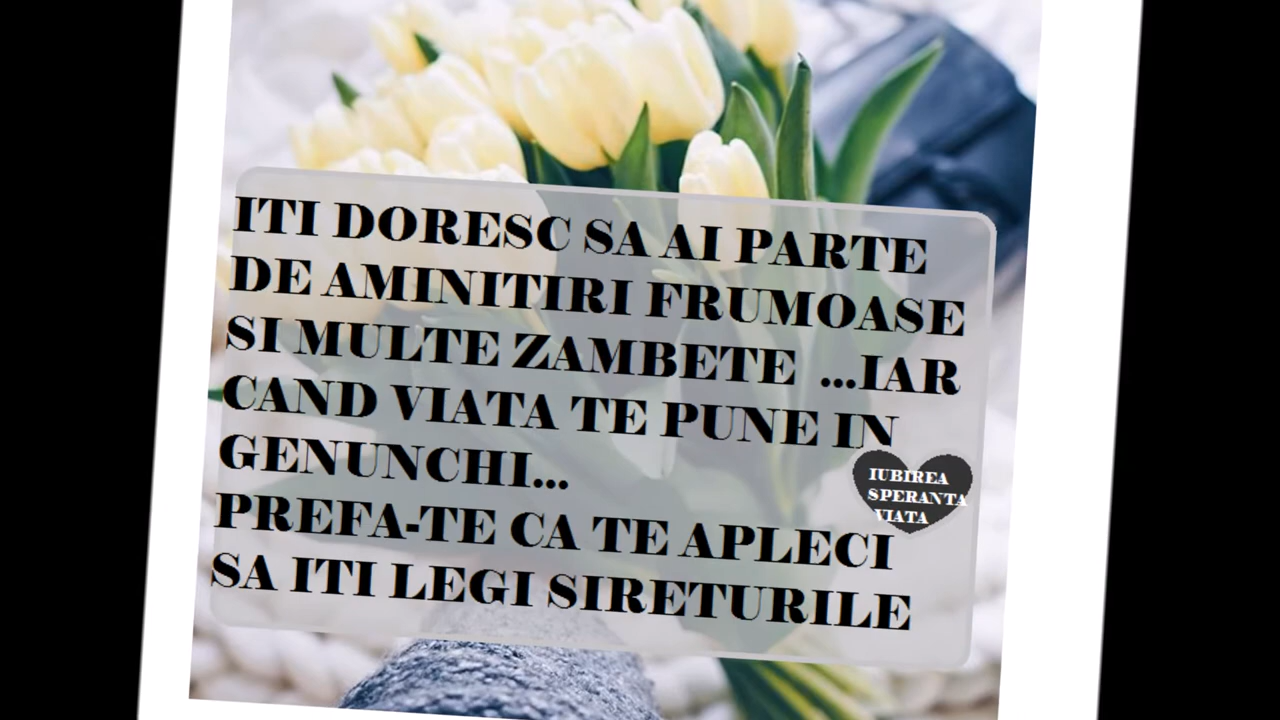 ITI DORESC SA AI PARTE
DE AMINITIRI FRUMOASE
SI MULTE ZAMBETE ...IAR
CAND VIATA TE PUNE IN
GENUNCHI...
PREFA-TE CA TE APLECI
SA ITI LEGI SIRETURILE
IUBIREA
SPERANTA
VIATA